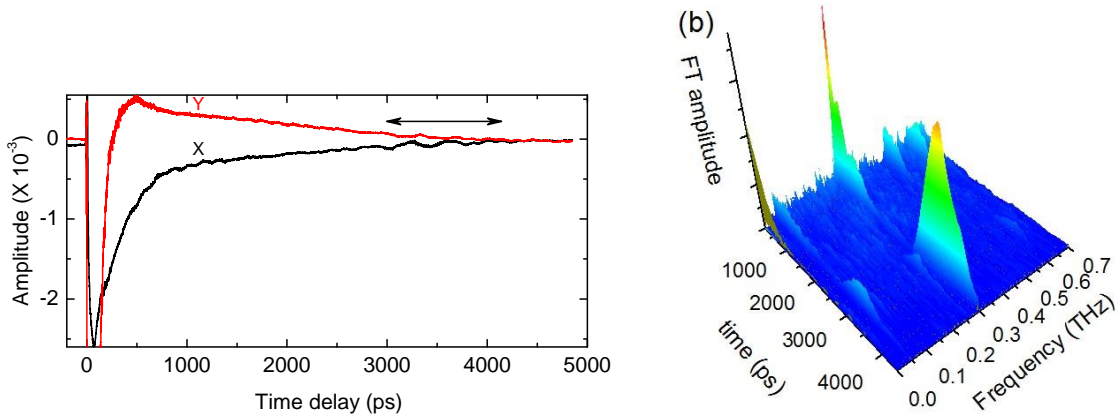 Amplitude (X 10⁻³)
0
-1
-2
Y
X
0 1000 2000 3000 4000 5000
Time delay (ps)
(b)
FT amplitude
1000
2000
3000
4000
time (ps)
0.0 0.1 0.2 0.3 0.4 0.5 0.6 0.7
Frequency (THz)